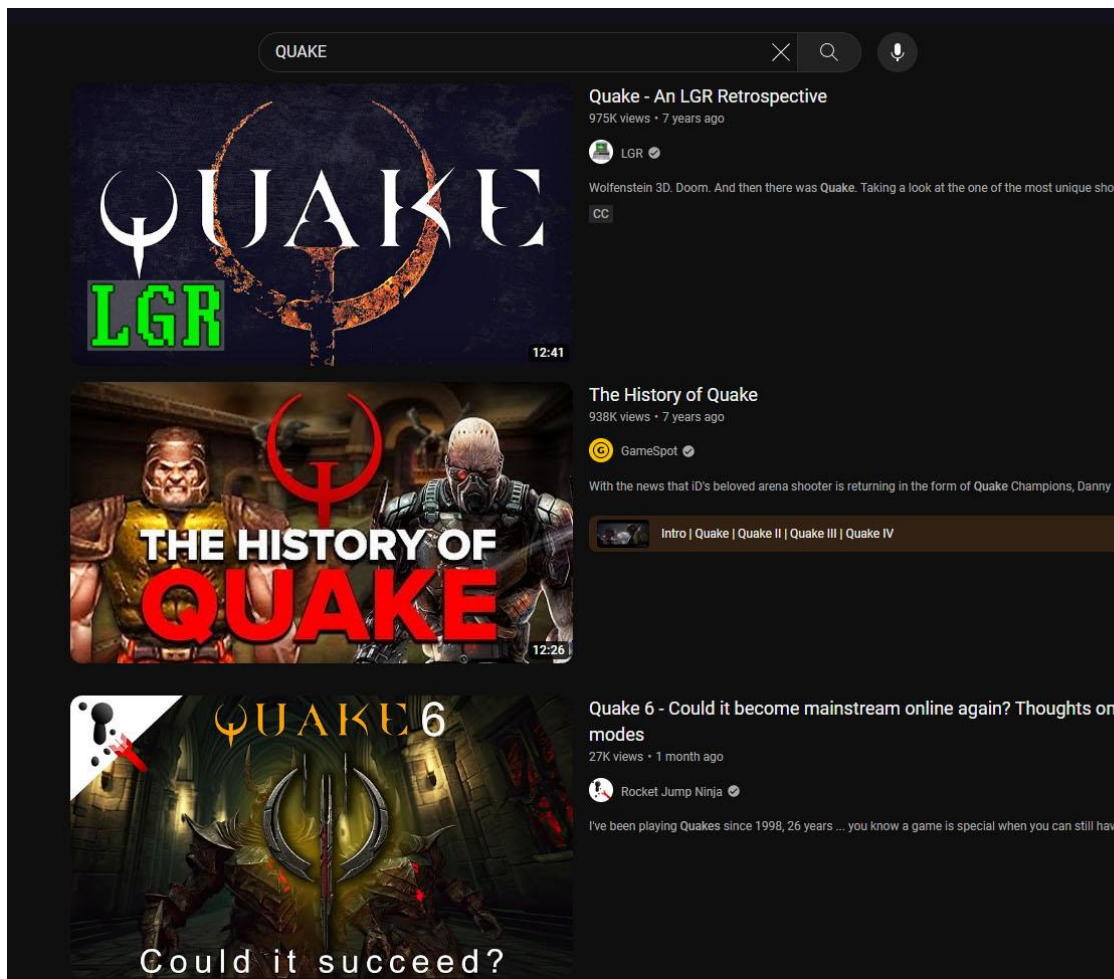 QUAKE
QUAKE
LGR
12:41
Quake - An LGR Retrospective
975K views • 7 years ago
LGR
Wolfenstein 3D. Doom. And then there was Quake. Taking a look at the one of the most unique sho
CC
THE HISTORY OF
QUAKE
12:26
The History of Quake
938K views • 7 years ago
G
GameSpot
With the news that iD's beloved arena shooter is returning in the form of Quake Champions, Danny
Intro | Quake | Quake II | Quake III | Quake IV
QUAKE 6
Could it succeed?
Quake 6 - Could it become mainstream online again? Thoughts on
modes
27K views • 1 month ago
Rocket Jump Ninja
I've been playing Quakes since 1998, 26 years ... you know a game is special when you can still hav